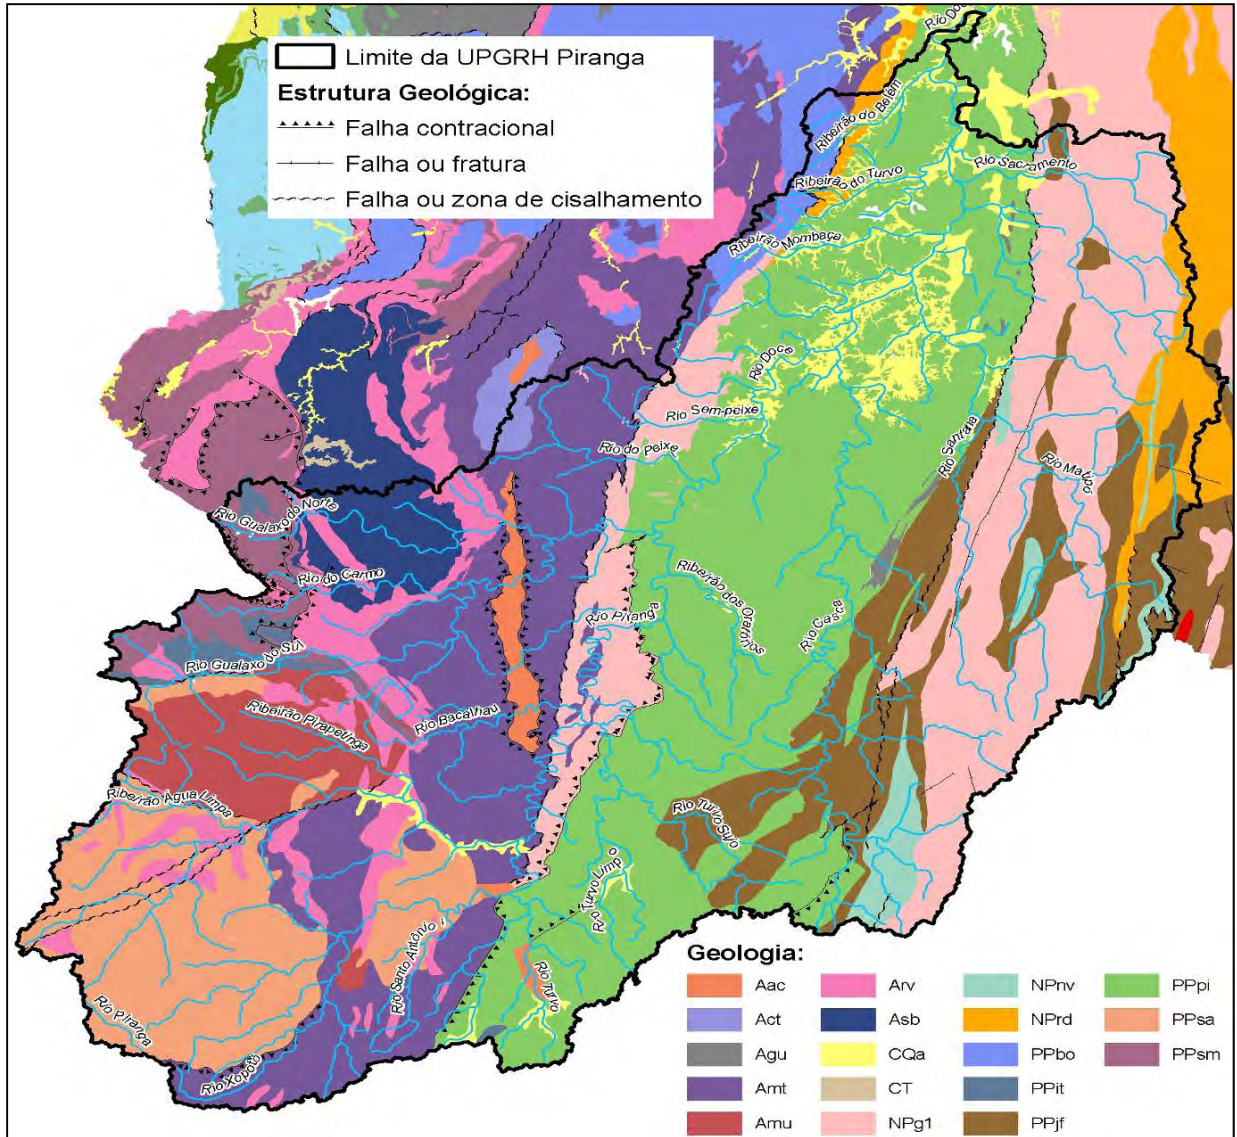 Limite da UPGRH Piranga
Estrutura Geológica:
Falha contracional
Falha ou fratura
Falha ou zona de cisalhamento
Rio Doce
Ribeirão do Belém
Rio Sacramento
Ribeirão do Turvo
Ribeirão Mombaça
Rio Doce
Rio Sem-peixe
Rio do Peixe
Rio Santana
Rio Matipó
Rio Gualaxo do Norte
Rio do Carmo
Ribeirão dos Oratórios
Rio Casca
Rio Piranga
Rio Gualaxo do Sul
Ribeirão Pirapetinga
Rio Bacalhau
Ribeirão Água Limpa
Rio Turvo Sujo
Rio Turvo Limpo
Rio Santo Antônio
Rio Turvo
Rio Piranga
Rio Xopotó
Geologia:
Aac Arv NPnv PPpi
Act Asb NPrd PPsa
Agu CQa PPbo PPsm
Amt CT PPit
Amu NPg1 PPjf